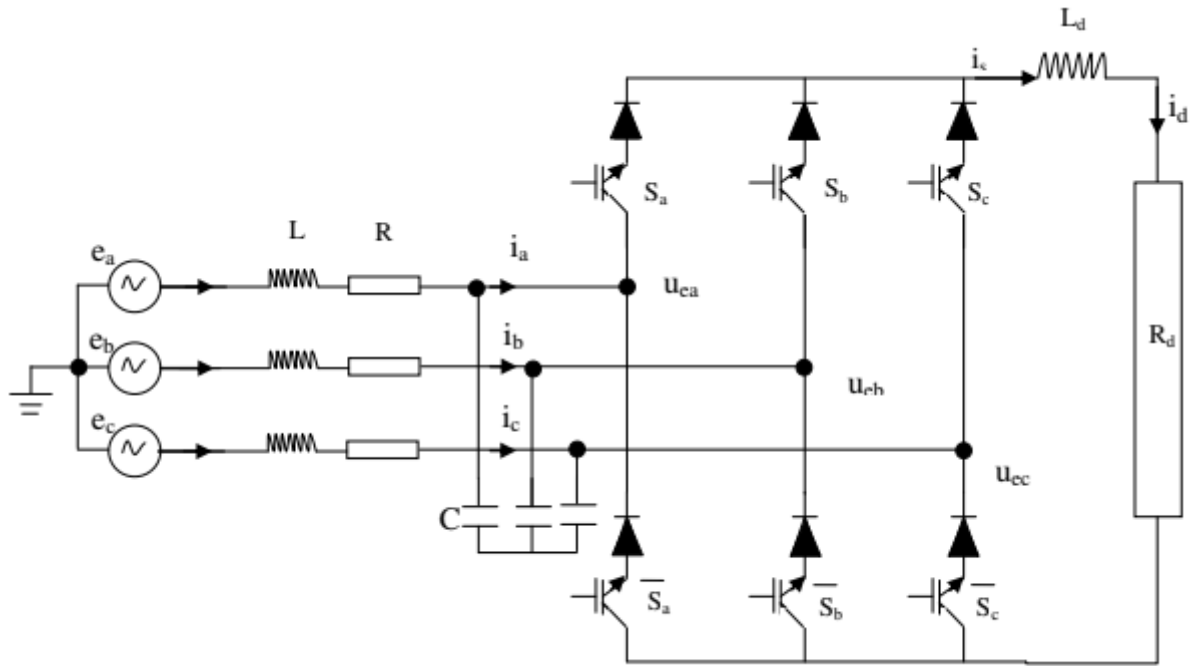 L_d
i_s
i_d
S_a
S_b
S_c
L
R
e_a
i_a
u_ea
R_d
e_b
i_b
u_eb
e_c
i_c
u_ec
C
S̅_a
S̅_b
S̅_c